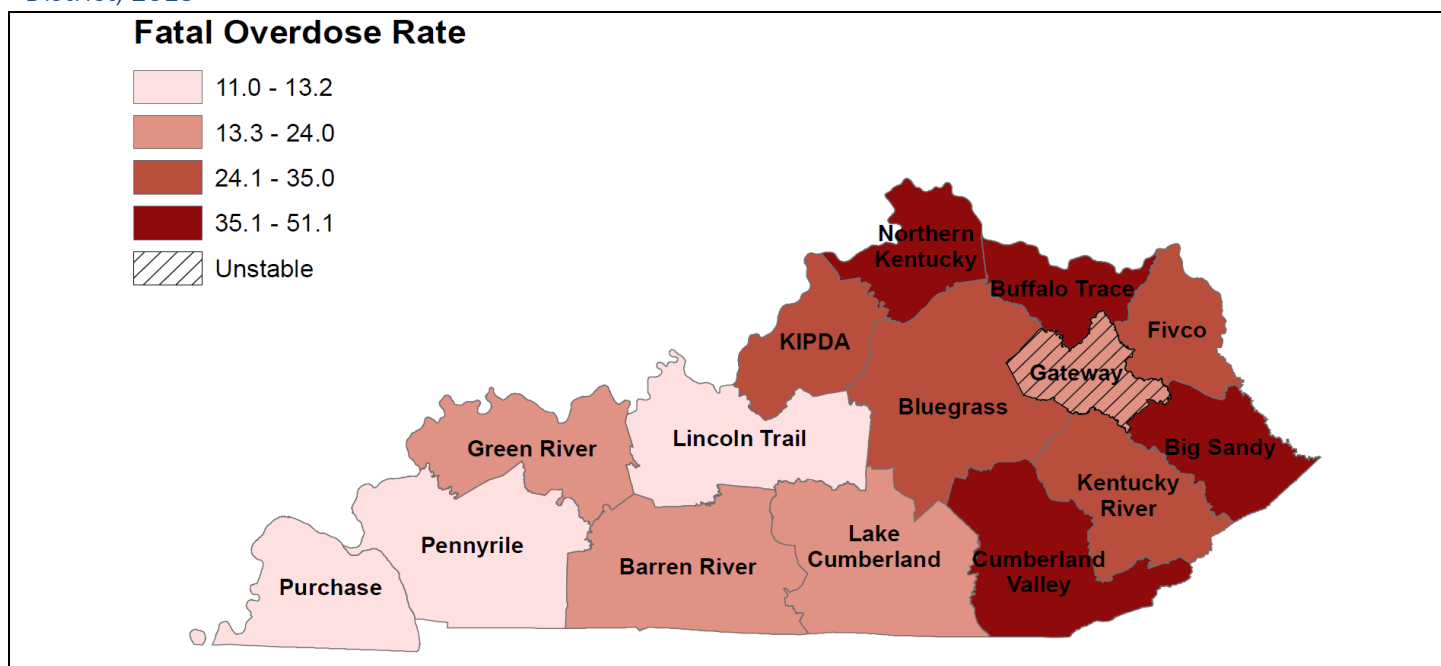 Fatal Overdose Rate
11.0 - 13.2
13.3 - 24.0
24.1 - 35.0
35.1 - 51.1
Unstable
Northern
Kentucky
Buffalo Trace
Fivco
KIPDA
Gateway
Bluegrass
Lincoln Trail
Green River
Big Sandy
Kentucky
River
Lake
Cumberland
Pennyrile
Barren River
Cumberland
Valley
Purchase